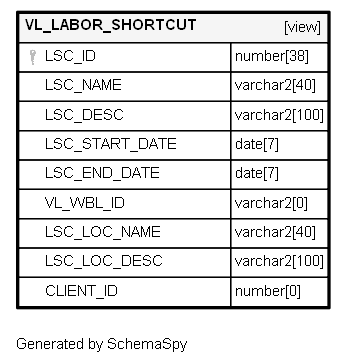 VL_LABOR_SHORTCUT [view]
LSC_ID number[38]
LSC_NAME varchar2[40]
LSC_DESC varchar2[100]
LSC_START_DATE date[7]
LSC_END_DATE date[7]
VL_WBL_ID varchar2[0]
LSC_LOC_NAME varchar2[40]
LSC_LOC_DESC varchar2[100]
CLIENT_ID number[0]
Generated by SchemaSpy